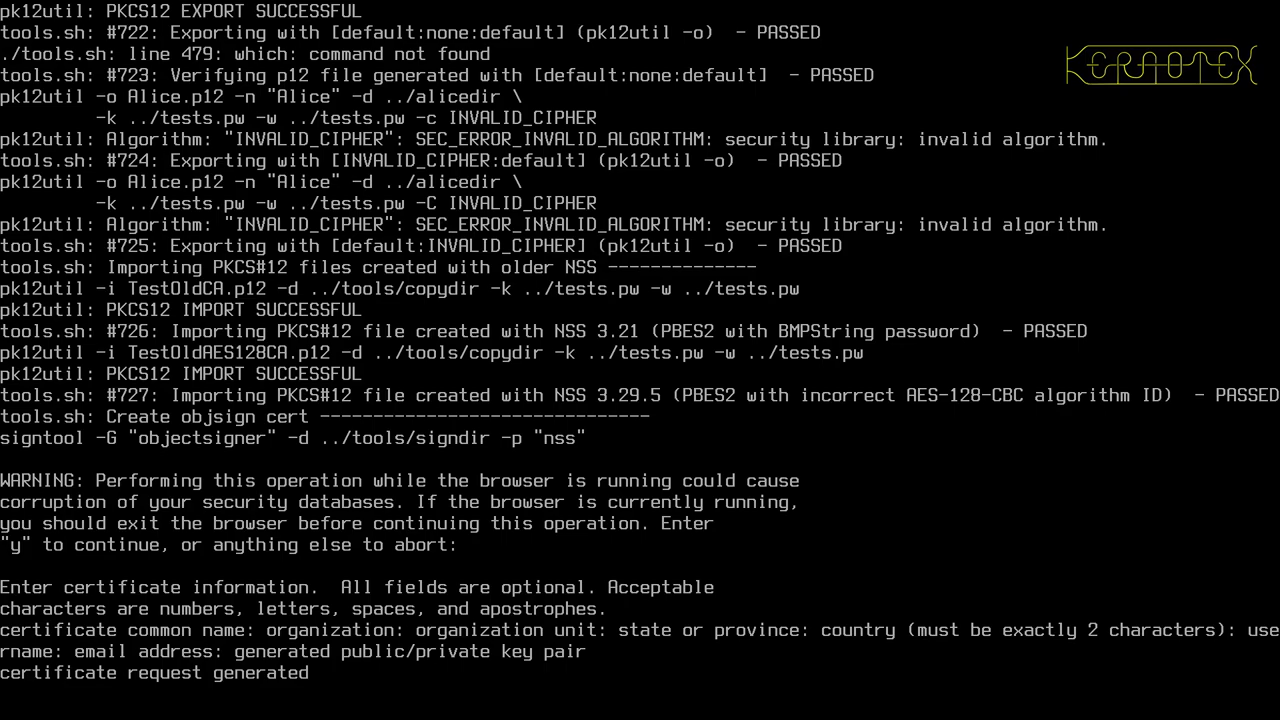 pk12util: PKCS12 EXPORT SUCCESSFUL
tools.sh: #722: Exporting with [default:none:default] (pk12util -o)  - PASSED
./tools.sh: line 479: which: command not found
tools.sh: #723: Verifying p12 file generated with [default:none:default]  - PASSED
pk12util -o Alice.p12 -n "Alice" -d ../alicedir \
         -k ../tests.pw -w ../tests.pw -c INVALID_CIPHER
pk12util: Algorithm: "INVALID_CIPHER": SEC_ERROR_INVALID_ALGORITHM: security library: invalid algorithm.
tools.sh: #724: Exporting with [INVALID_CIPHER:default] (pk12util -o)  - PASSED
pk12util -o Alice.p12 -n "Alice" -d ../alicedir \
         -k ../tests.pw -w ../tests.pw -C INVALID_CIPHER
pk12util: Algorithm: "INVALID_CIPHER": SEC_ERROR_INVALID_ALGORITHM: security library: invalid algorithm.
tools.sh: #725: Exporting with [default:INVALID_CIPHER] (pk12util -o)  - PASSED
tools.sh: Importing PKCS#12 files created with older NSS --------------
pk12util -i TestOldCA.p12 -d ../tools/copydir -k ../tests.pw -w ../tests.pw
pk12util: PKCS12 IMPORT SUCCESSFUL
tools.sh: #726: Importing PKCS#12 file created with NSS 3.21 (PBES2 with BMPString password)  - PASSED
pk12util -i TestOldAES128CA.p12 -d ../tools/copydir -k ../tests.pw -w ../tests.pw
pk12util: PKCS12 IMPORT SUCCESSFUL
tools.sh: #727: Importing PKCS#12 file created with NSS 3.29.5 (PBES2 with incorrect AES-128-CBC algorithm ID)  - PASSED
tools.sh: Create objsign cert -------------------------------
signtool -G "objectsigner" -d ../tools/signdir -p "nss"
WARNING: Performing this operation while the browser is running could cause
corruption of your security databases. If the browser is currently running,
you should exit the browser before continuing this operation. Enter
"y" to continue, or anything else to abort:
Enter certificate information.  All fields are optional. Acceptable
characters are numbers, letters, spaces, and apostrophes.
certificate common name: organization: organization unit: state or province: country (must be exactly 2 characters): use
rname: email address: generated public/private key pair
certificate request generated